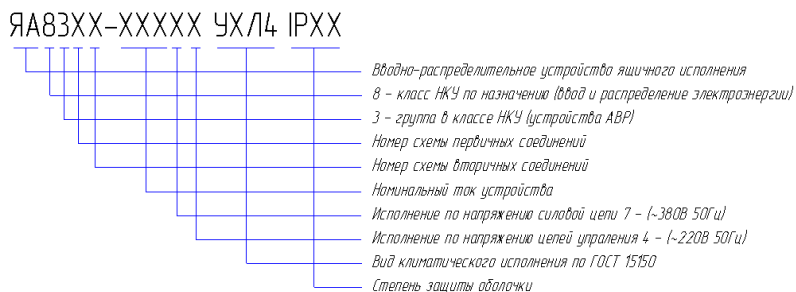 ЯА83ХХ-ХХХХХ УХЛ4 IPXX
Вводно-распределительное устройство ящичного исполнения
8 - класс НКУ по назначению (ввод и распределение электроэнергии)
3 - группа в классе НКУ (устройства АВР)
Номер схемы первичных соединений
Номер схемы вторичных соединений
Номинальный ток устройства
Исполнение по напряжению силовой цепи 7 - (~380В 50Гц)
Исполнение по напряжению цепей упраления 4 - (~220В 50Гц)
Вид климатического исполнения по ГОСТ 15150
Степень защиты оболочки